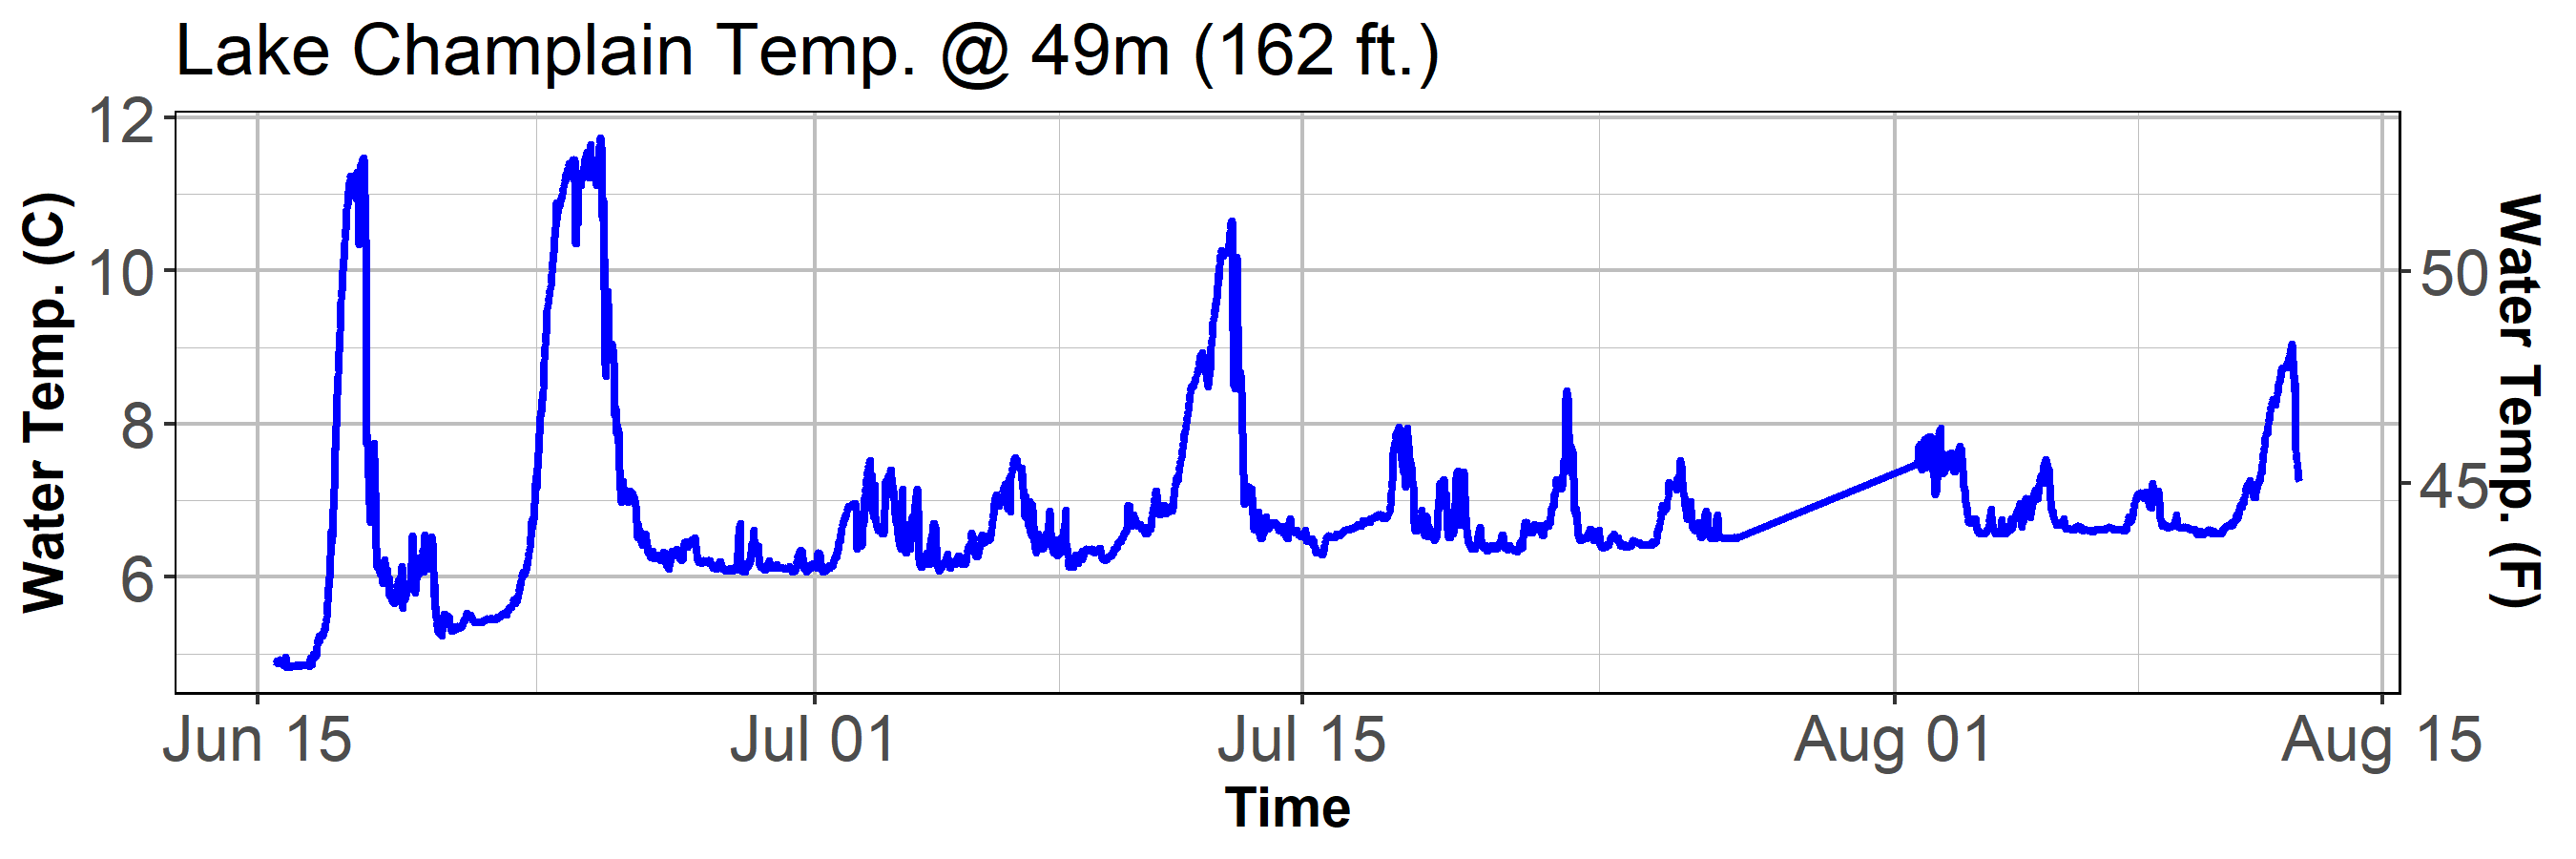 Lake Champlain Temp. @ 49m (162 ft.)
Water Temp. (C)
12
10
8
6
50
45
Water Temp. (F)
Jun 15
Jul 01
Jul 15
Aug 01
Aug 15
Time